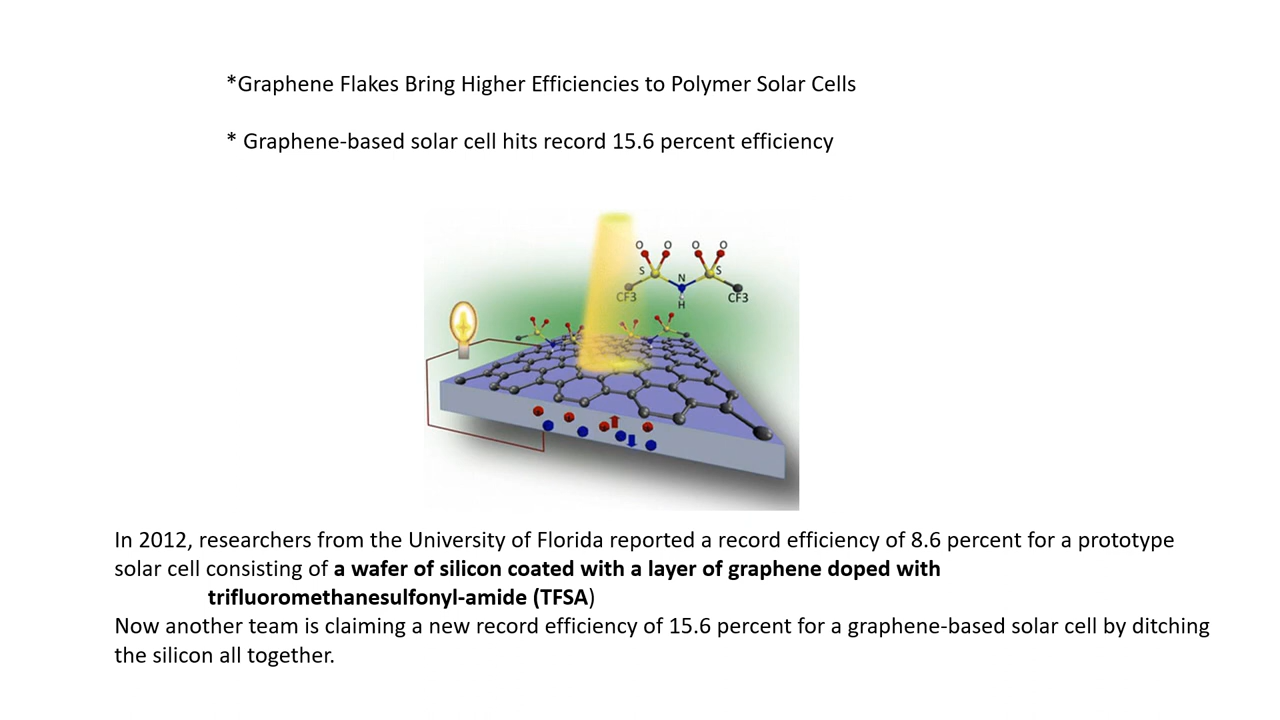 *Graphene Flakes Bring Higher Efficiencies to Polymer Solar Cells
* Graphene-based solar cell hits record 15.6 percent efficiency
O O O O
S S
N
CF3 H CF3
In 2012, researchers from the University of Florida reported a record efficiency of 8.6 percent for a prototype
solar cell consisting of a wafer of silicon coated with a layer of graphene doped with
trifluoromethanesulfonyl-amide (TFSA)
Now another team is claiming a new record efficiency of 15.6 percent for a graphene-based solar cell by ditching
the silicon all together.